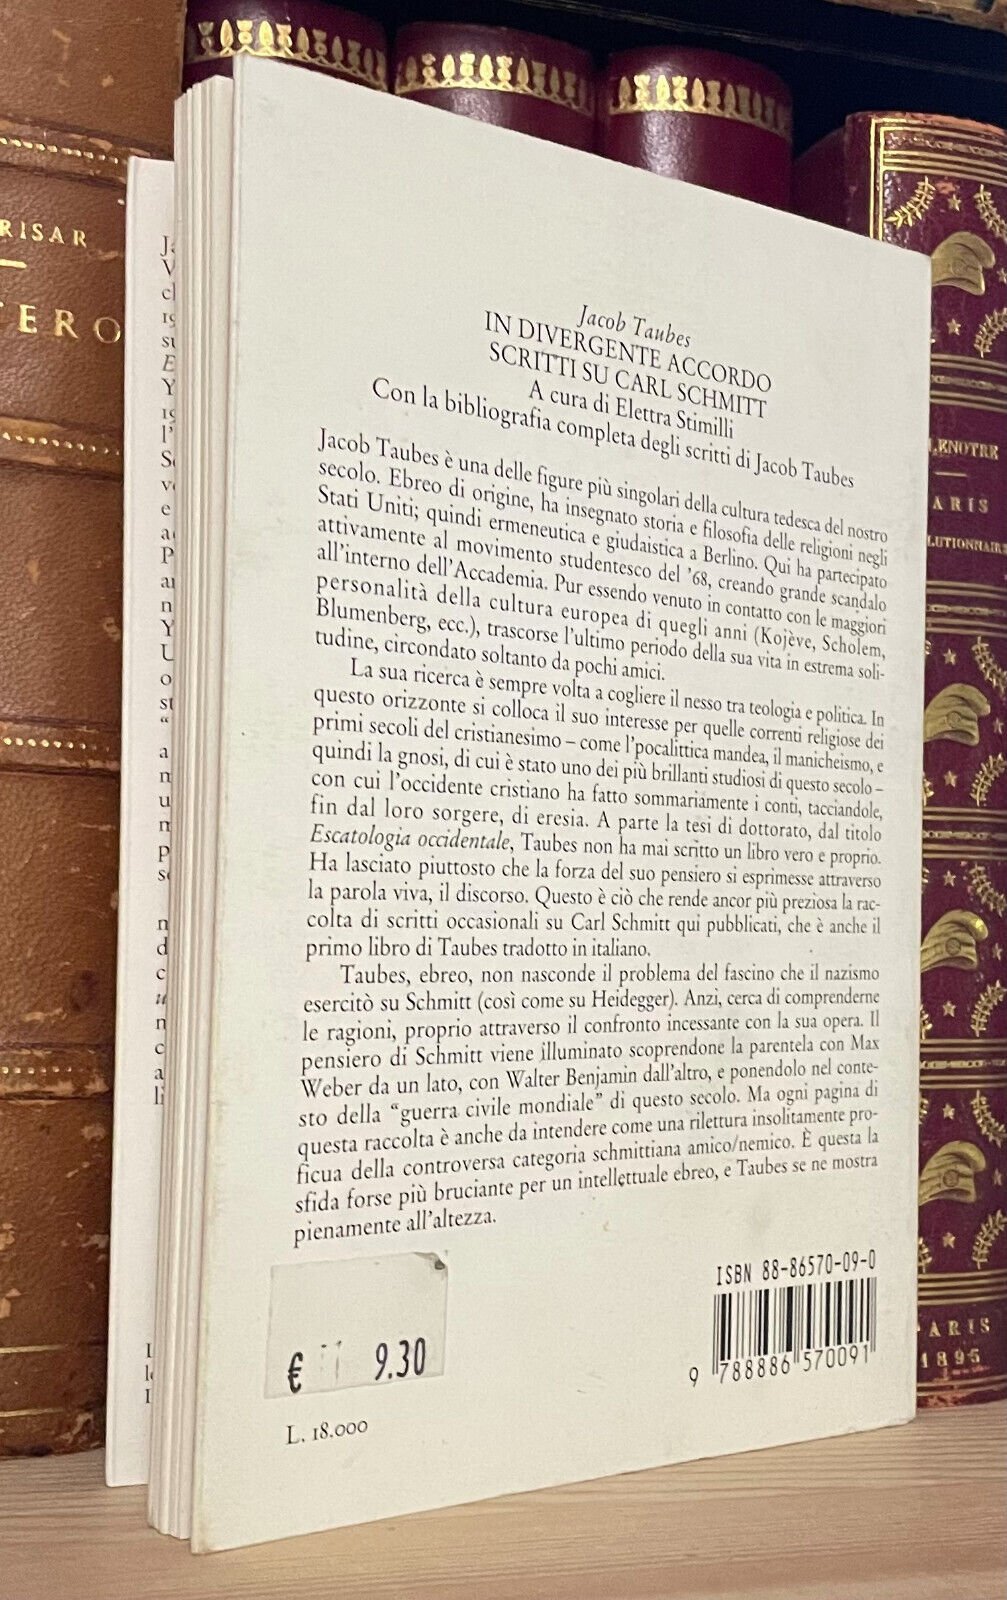 RISAR
TERO
Jacob Taubes
IN DIVERGENTE ACCORDO
SCRITTI SU CARL SCHMITT
A cura di Elettra Stimilli
Con la bibliografia completa degli scritti di Jacob Taubes
Jacob Taubes è una delle figure più singolari della cultura tedesca del nostro
secolo. Ebreo di origine, ha insegnato storia e filosofia delle religioni negli
Stati Uniti; quindi ermeneutica e giudaistica a Berlino. Qui ha partecipato
attivamente al movimento studentesco del '68, creando grande scandalo
all'interno dell'Accademia. Pur essendo venuto in contatto con le maggiori
personalità della cultura europea di quegli anni (Kojève, Scholem,
Blumenberg, ecc.), trascorse l'ultimo periodo della sua vita in estrema soli-
tudine, circondato soltanto da pochi amici.
La sua ricerca è sempre volta a cogliere il nesso tra teologia e politica. In
questo orizzonte si colloca il suo interesse per quelle correnti religiose dei
primi secoli del cristianesimo – come l'pocalittica mandea, il manicheismo, e
quindi la gnosi, di cui è stato uno dei più brillanti studiosi di questo secolo –
con cui l'occidente cristiano ha fatto sommariamente i conti, tacciandole,
fin dal loro sorgere, di eresia. A parte la tesi di dottorato, dal titolo
Escatologia occidentale, Taubes non ha mai scritto un libro vero e proprio.
Ha lasciato piuttosto che la forza del suo pensiero si esprimesse attraverso
la parola viva, il discorso. Questo è ciò che rende ancor più preziosa la rac-
colta di scritti occasionali su Carl Schmitt qui pubblicati, che è anche il
primo libro di Taubes tradotto in italiano.
Taubes, ebreo, non nasconde il problema del fascino che il nazismo
esercitò su Schmitt (così come su Heidegger). Anzi, cerca di comprenderne
le ragioni, proprio attraverso il confronto incessante con la sua opera. Il
pensiero di Schmitt viene illuminato scoprendone la parentela con Max
Weber da un lato, con Walter Benjamin dall'altro, e ponendolo nel conte-
sto della “guerra civile mondiale” di questo secolo. Ma ogni pagina di
questa raccolta è anche da intendere come una rilettura insolitamente pro-
ficua della controversa categoria schmittiana amico/nemico. È questa la
sfida forse più bruciante per un intellettuale ebreo, e Taubes se ne mostra
pienamente all'altezza.
ISBN 88-86570-09-0
9 788886 570091
€ 9.30
L. 18.000
LENOTRE
ARIS
LUTIONNAIRE
PARIS
1895